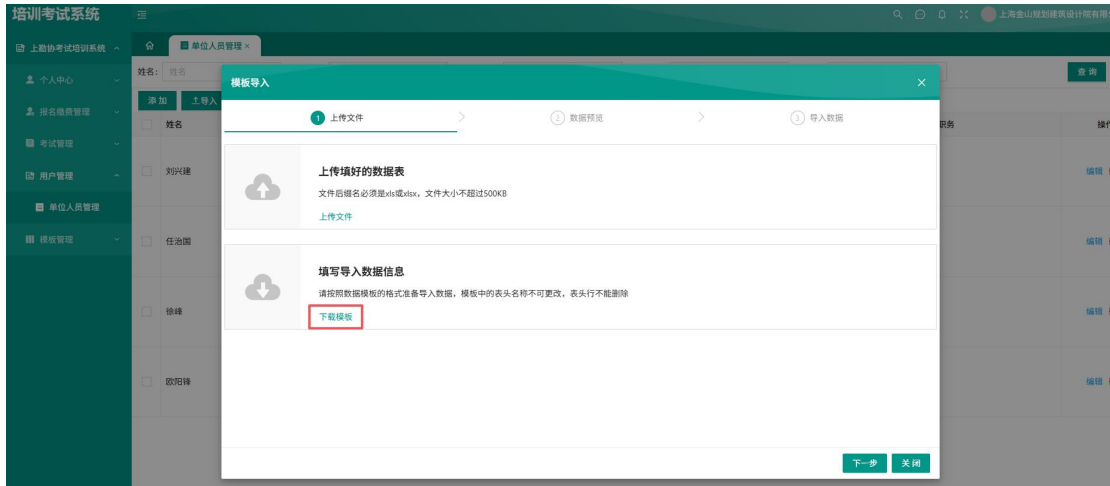 培训考试系统
上海金山规划建筑设计院有限
上勘协考试培训系统
单位人员管理 ×
个人中心
报名缴费管理
考试管理
用户管理
单位人员管理
模板管理
姓名: 姓名
查询
添加 导入
姓名 职务 操作
刘兴建 编辑
任治国 编辑
徐峰 编辑
欧阳锋 编辑
模板导入 ×
1 上传文件 2 数据预览 3 导入数据
上传填好的数据表
文件后缀名必须是xls或xlsx，文件大小不超过500KB
上传文件
填写导入数据信息
请按照数据模板的格式准备导入数据，模板中的表头名称不可更改，表头行不能删除
下载模板
下一步 关闭